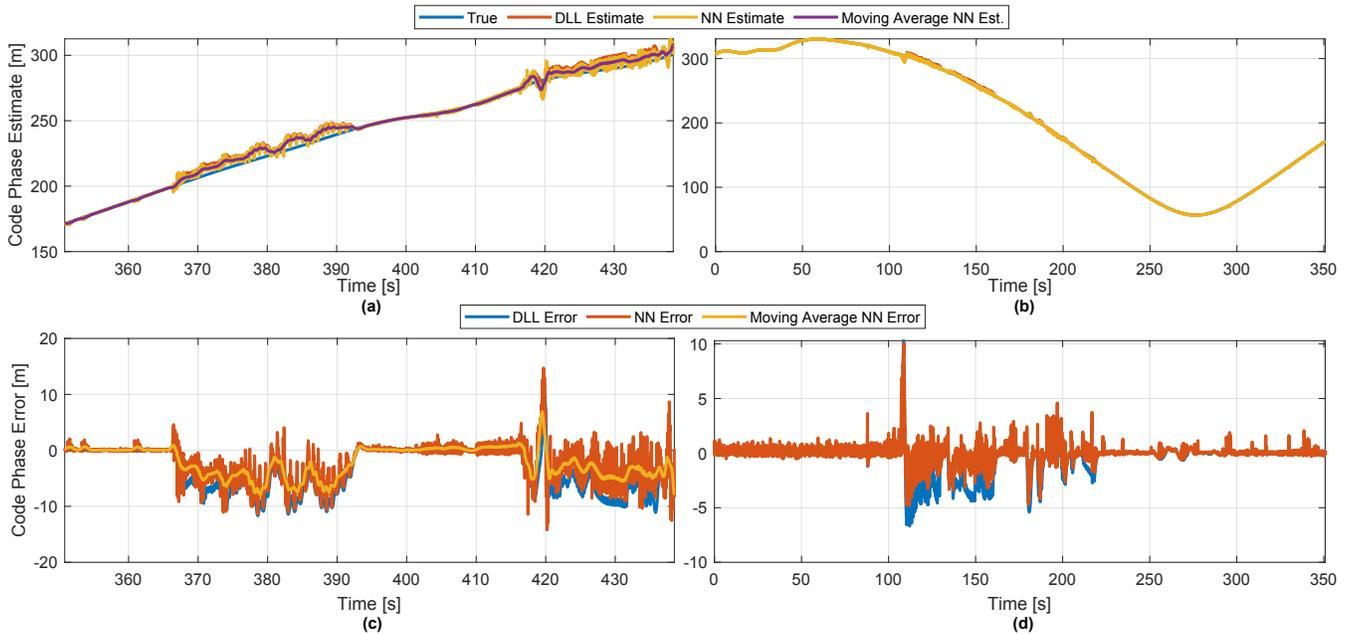 True DLL Estimate NN Estimate Moving Average NN Est.
Code Phase Estimate [m]
300
250
200
150
360 370 380 390 400 410 420 430
Time [s]
(a)
300
200
100
0
0 50 100 150 200 250 300 350
Time [s]
(b)
DLL Error NN Error Moving Average NN Error
Code Phase Error [m]
20
10
0
-10
-20
360 370 380 390 400 410 420 430
Time [s]
(c)
10
5
0
-5
-10
0 50 100 150 200 250 300 350
Time [s]
(d)